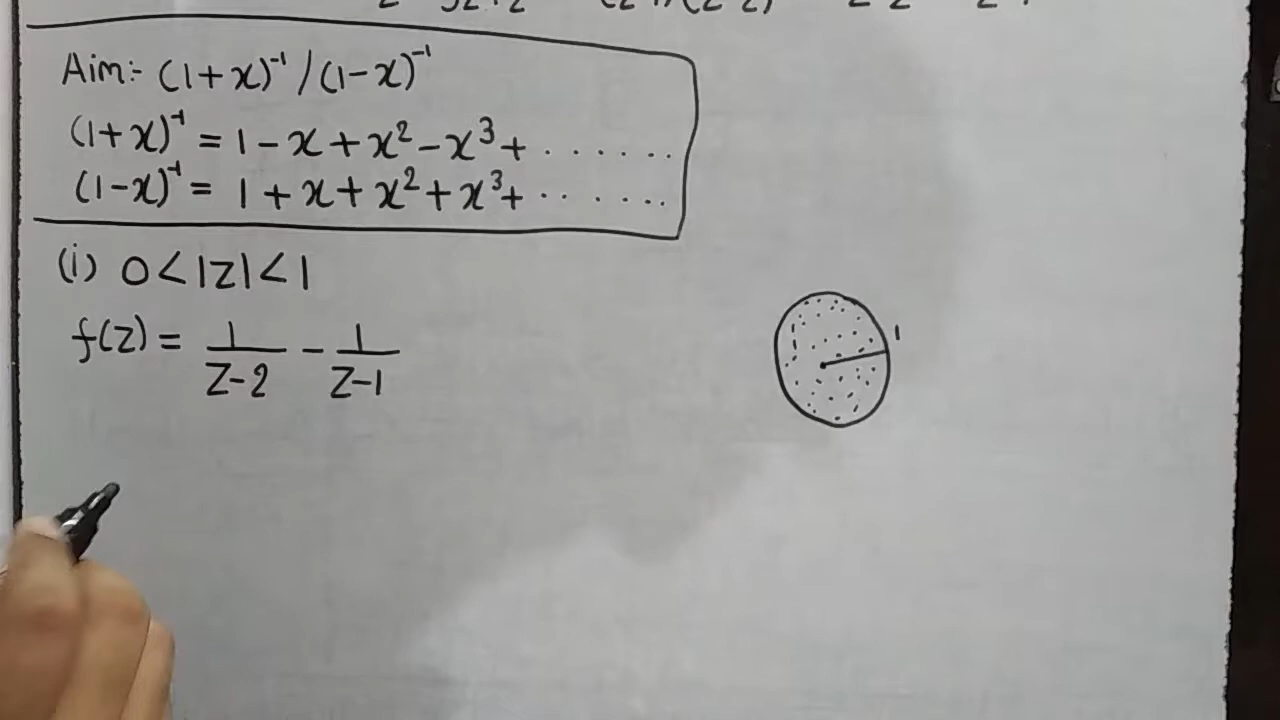 Aim:- (1+x)⁻¹ / (1-x)⁻¹
(1+x)⁻¹ = 1 - x + x² - x³ + . . . . . .
(1-x)⁻¹ = 1 + x + x² + x³ + . . . . . .
(i) 0 < |z| < 1
f(z) = 1/(z-2) - 1/(z-1)
1